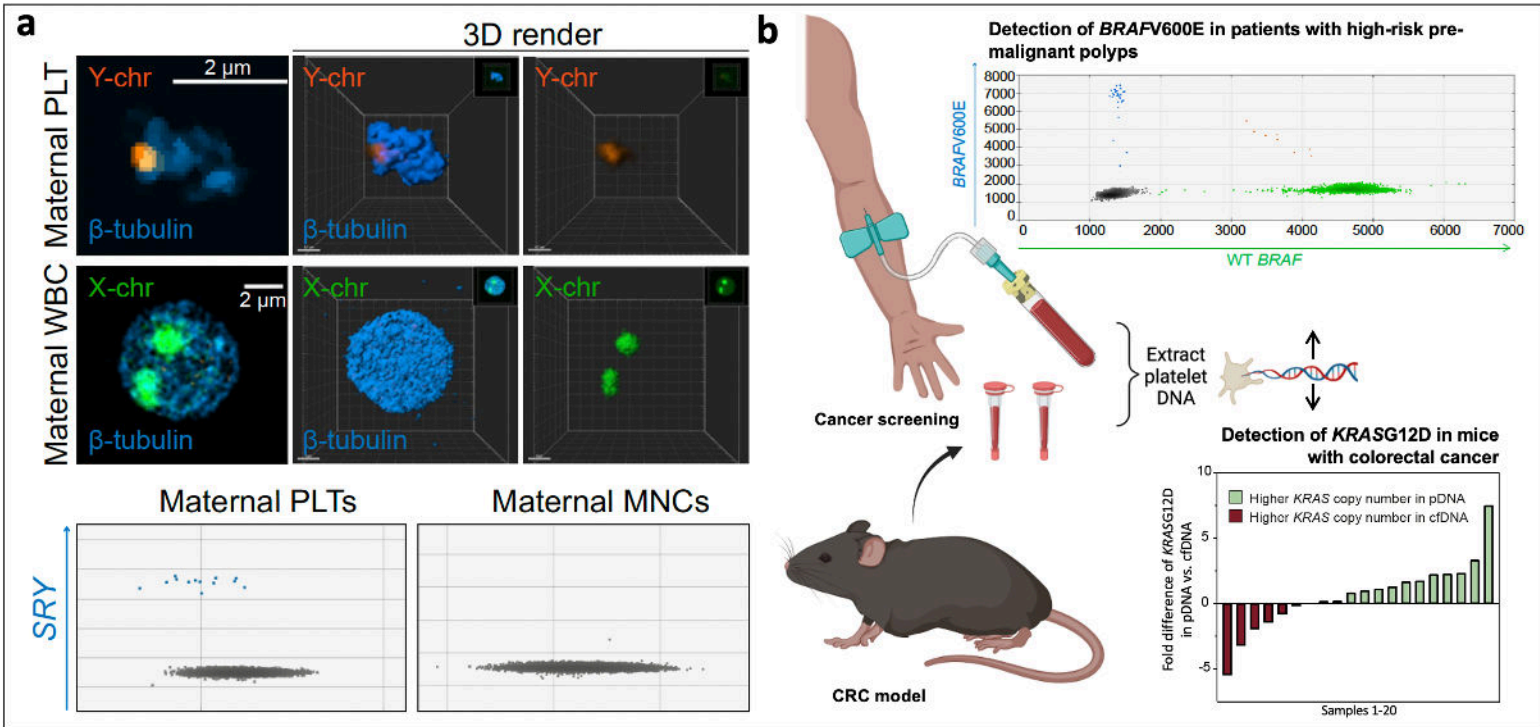 a
3D render
Maternal PLT
Y-chr
2 μm
β-tubulin
Y-chr
β-tubulin
Y-chr
Maternal WBC
X-chr
2 μm
β-tubulin
X-chr
β-tubulin
X-chr
Maternal PLTs
Maternal MNCs
SRY
b
Detection of BRAFV600E in patients with high-risk pre-
malignant polyps
BRAFV600E
8000
7000
6000
5000
4000
3000
2000
1000
0
0 1000 2000 3000 4000 5000 6000 7000
WT BRAF
Extract
platelet
DNA
Cancer screening
CRC model
Detection of KRASG12D in mice
with colorectal cancer
Fold difference of KRASG12D
in pDNA vs. cfDNA
10
5
0
-5
Higher KRAS copy number in pDNA
Higher KRAS copy number in cfDNA
Samples 1-20